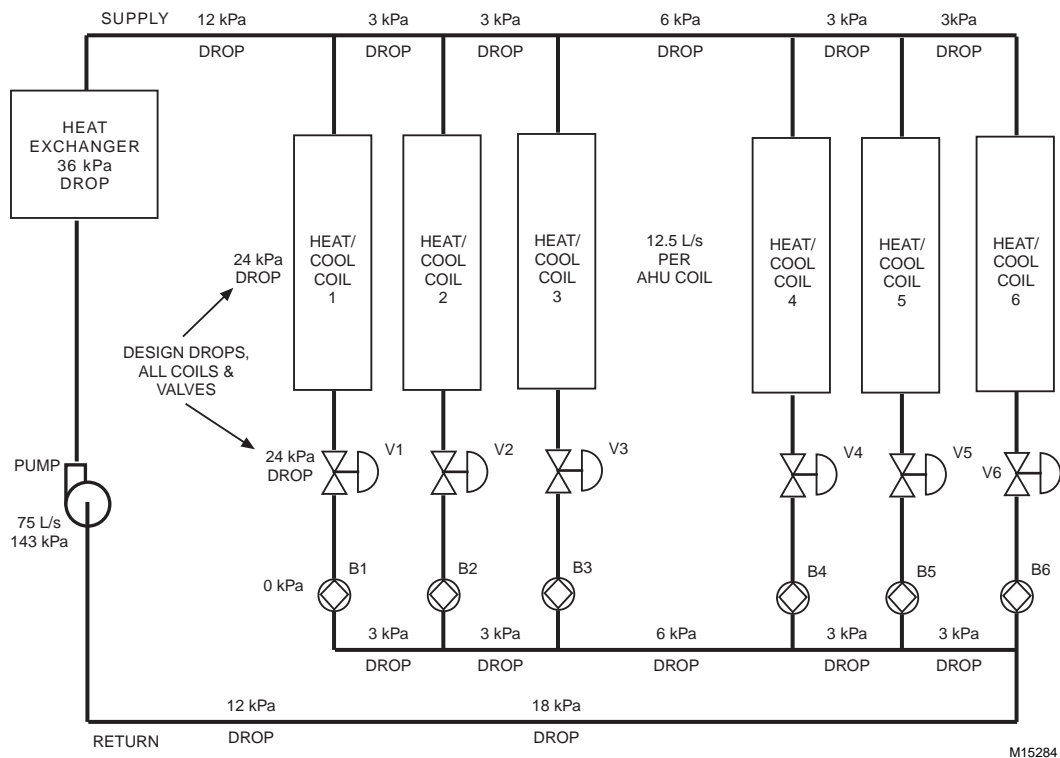 SUPPLY
12 kPa
DROP
3 kPa
DROP
3 kPa
DROP
6 kPa
DROP
3 kPa
DROP
3kPa
DROP
HEAT
EXCHANGER
36 kPa
DROP
24 kPa
DROP
HEAT/
COOL
COIL
1
HEAT/
COOL
COIL
2
HEAT/
COOL
COIL
3
12.5 L/s
PER
AHU COIL
HEAT/
COOL
COIL
4
HEAT/
COOL
COIL
5
HEAT/
COOL
COIL
6
DESIGN DROPS,
ALL COILS &
VALVES
24 kPa
DROP
V1
V2
V3
V4
V5
V6
PUMP
75 L/s
143 kPa
0 kPa
B1
B2
B3
B4
B5
B6
3 kPa
DROP
3 kPa
DROP
6 kPa
DROP
3 kPa
DROP
3 kPa
DROP
12 kPa
DROP
18 kPa
DROP
RETURN
M15284